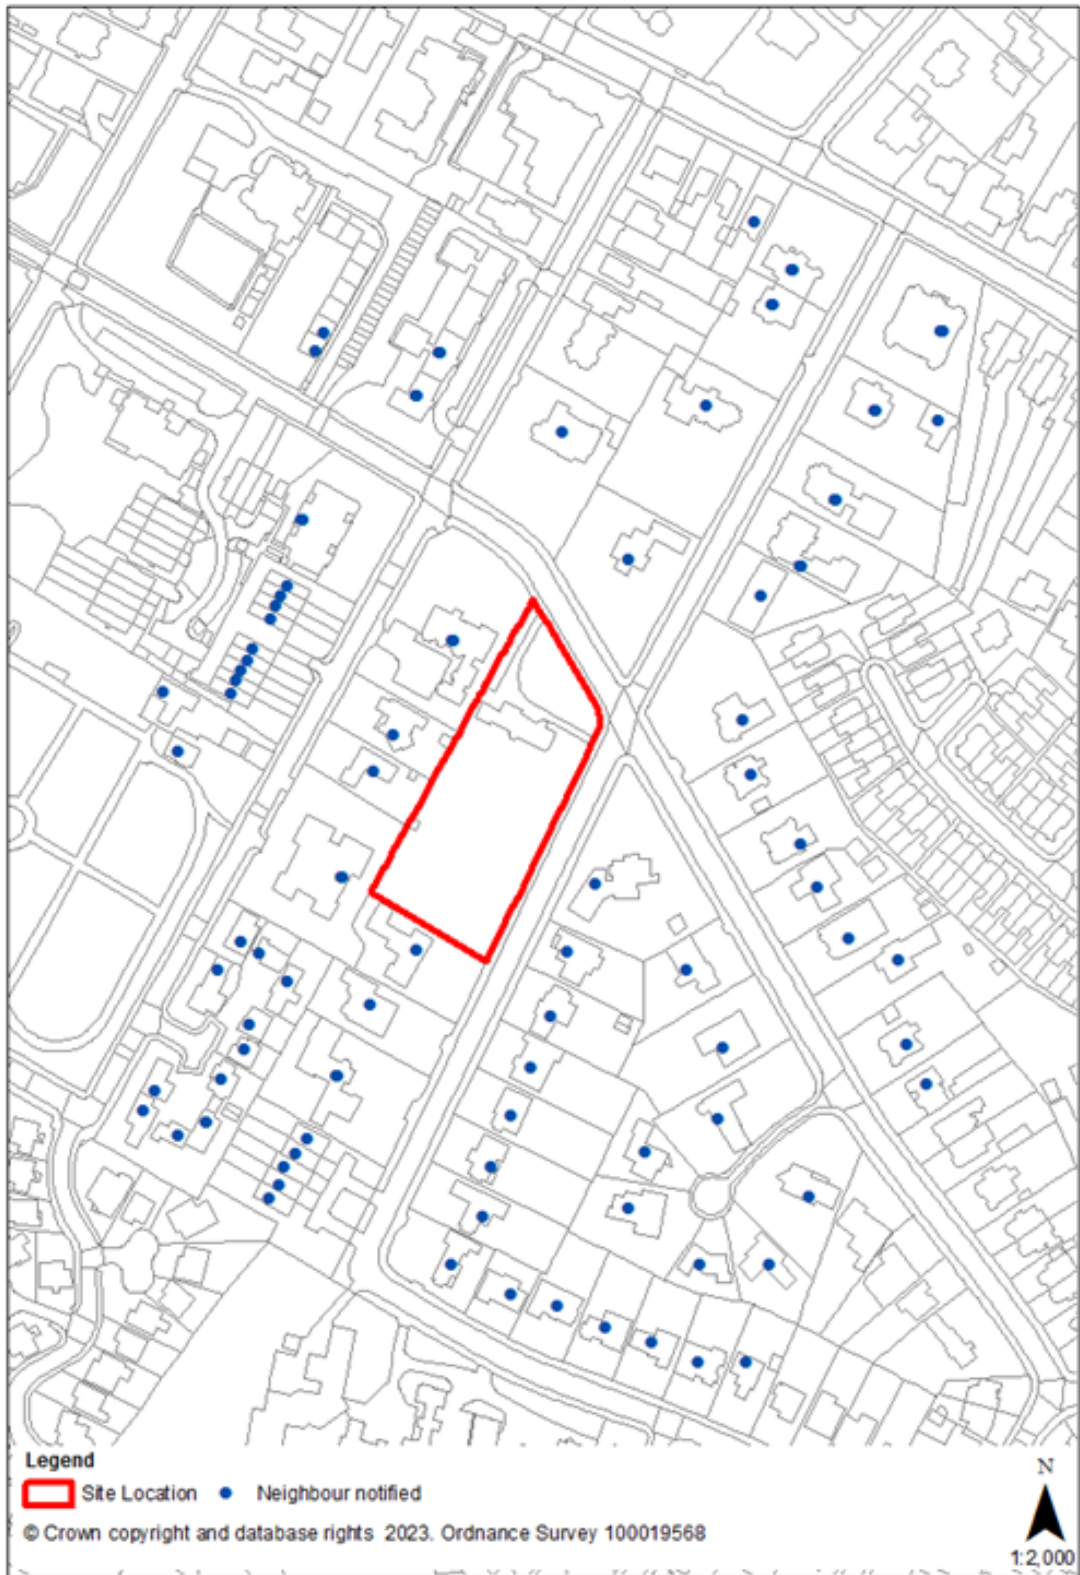 Legend
Site Location
Neighbour notified
© Crown copyright and database rights 2023. Ordnance Survey 100019568
N
1:2,000